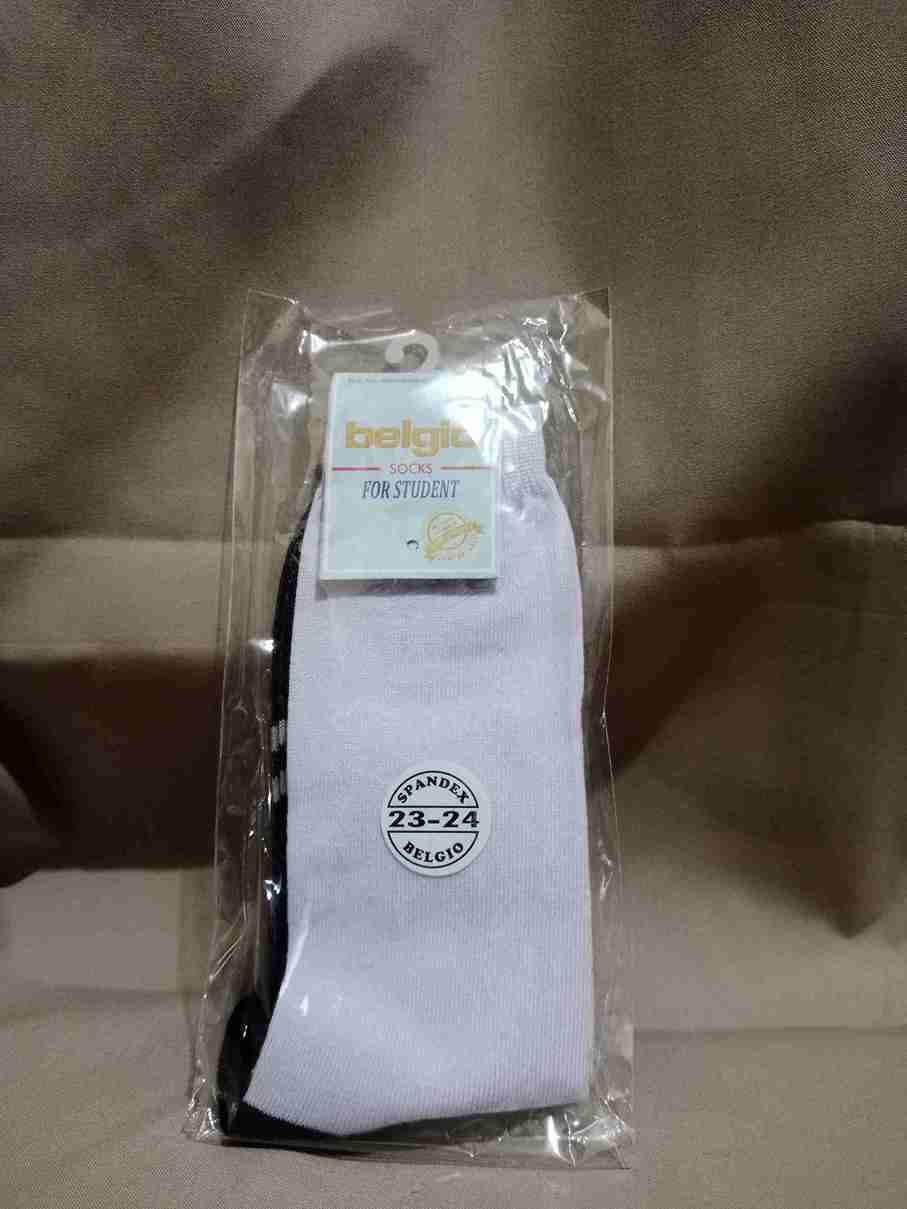 belgio
SOCKS
FOR STUDENT
SPANDEX
23-24
BELGIO